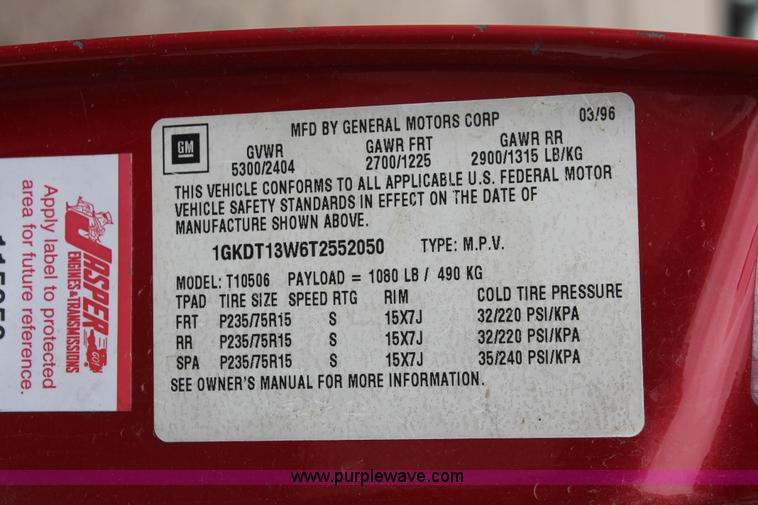 GM
MFD BY GENERAL MOTORS CORP 03/96
GVWR GAWR FRT GAWR RR
5300/2404 2700/1225 2900/1315 LB/KG
THIS VEHICLE CONFORMS TO ALL APPLICABLE U.S. FEDERAL MOTOR
VEHICLE SAFETY STANDARDS IN EFFECT ON THE DATE OF
MANUFACTURE SHOWN ABOVE.
1GKDT13W6T2552050 TYPE: M.P.V.
MODEL: T10506 PAYLOAD = 1080 LB / 490 KG
TPAD TIRE SIZE SPEED RTG RIM COLD TIRE PRESSURE
FRT P235/75R15 S 15X7J 32/220 PSI/KPA
RR P235/75R15 S 15X7J 32/220 PSI/KPA
SPA P235/75R15 S 15X7J 35/240 PSI/KPA
SEE OWNER'S MANUAL FOR MORE INFORMATION.
JASPER
ENGINES & TRANSMISSIONS
Apply label to protected
area for future reference.
www.purplewave.com